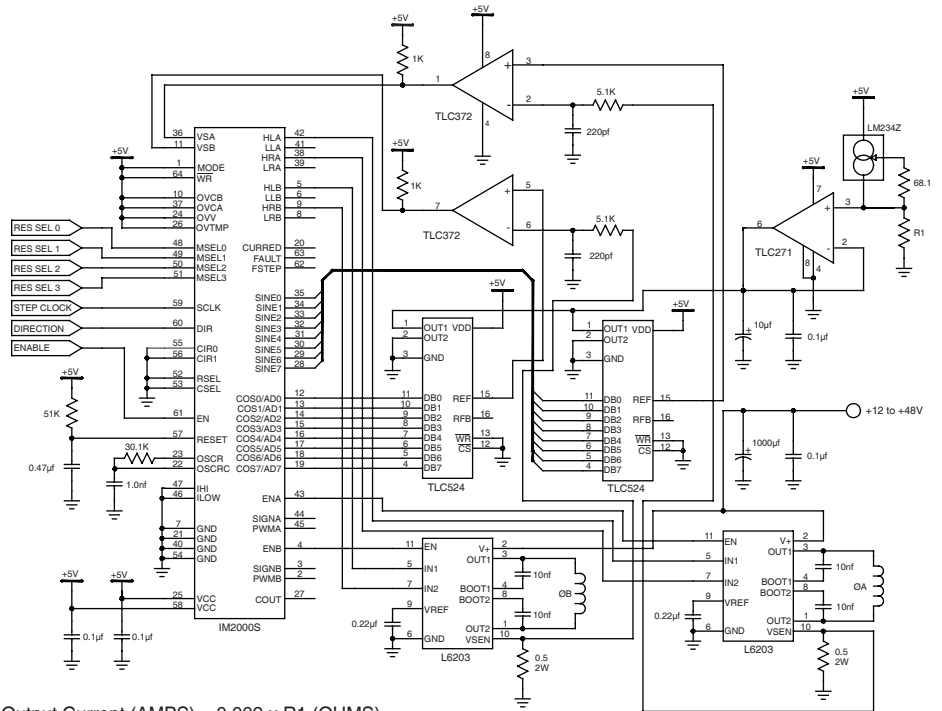 +5V
+5V
8
3
1K
1
2
5.1K
+5V
TLC372
4
220pf
LM234Z
36
VSA
11
VSB
HLA
42
LLA
41
HRA
38
LRA
39
+5V
1
MODE
64
WR
HLB
5
LLB
6
HRB
9
LRB
8
10
OVCB
37
OVCA
24
OVV
26
OVTMP
+5V
1K
5
7
6
5.1K
TLC372
220pf
+5V
7
3
68.1
6
TLC271
2
8
4
R1
RES SEL 0
RES SEL 1
RES SEL 2
RES SEL 3
STEP CLOCK
DIRECTION
ENABLE
48
MSEL0
49
MSEL1
50
MSEL2
51
MSEL3
CURRED
20
FAULT
63
FSTEP
62
59
SCLK
60
DIR
SINE0
35
SINE1
34
SINE2
33
SINE3
32
SINE4
31
SINE5
30
SINE6
29
SINE7
28
55
CIR0
56
CIR1
52
RSEL
53
CSEL
+5V
51K
61
EN
57
RESET
0.47µf
30.1K
23
OSCR
22
OSCRC
1.0nf
COS0/AD0
12
COS1/AD1
13
COS2/AD2
14
COS3/AD3
15
COS4/AD4
16
COS5/AD5
17
COS6/AD6
18
COS7/AD7
19
+5V
1
OUT1
VDD
2
OUT2
3
GND
11
DB0
REF
15
10
DB1
9
DB2
RFB
16
8
DB3
7
DB4
WR
13
6
DB5
CS
12
5
DB6
4
DB7
TLC524
+5V
1
OUT1
VDD
2
OUT2
3
GND
11
DB0
REF
15
10
DB1
9
DB2
RFB
16
8
DB3
7
DB4
WR
13
6
DB5
CS
12
5
DB6
4
DB7
TLC524
10µf
+
0.1µf
+12 to +48V
1000µf
+
0.1µf
47
IHI
46
ILOW
ENA
43
SIGNA
44
PWMA
45
7
GND
21
GND
40
GND
54
GND
ENB
4
SIGNB
3
PWMB
2
+5V
+5V
25
VCC
58
VCC
COUT
27
0.1µf
0.1µf
IM2000S
11
EN
V+
2
OUT1
3
5
IN1
10nf
7
IN2
BOOT1
4
BOOT2
8
ØB
9
VREF
10nf
0.22µf
OUT2
1
6
GND
VSEN
10
L6203
0.5
2W
11
EN
V+
2
OUT1
3
5
IN1
10nf
7
IN2
BOOT1
4
BOOT2
8
ØA
9
VREF
10nf
0.22µf
OUT2
1
6
GND
VSEN
10
L6203
0.5
2W